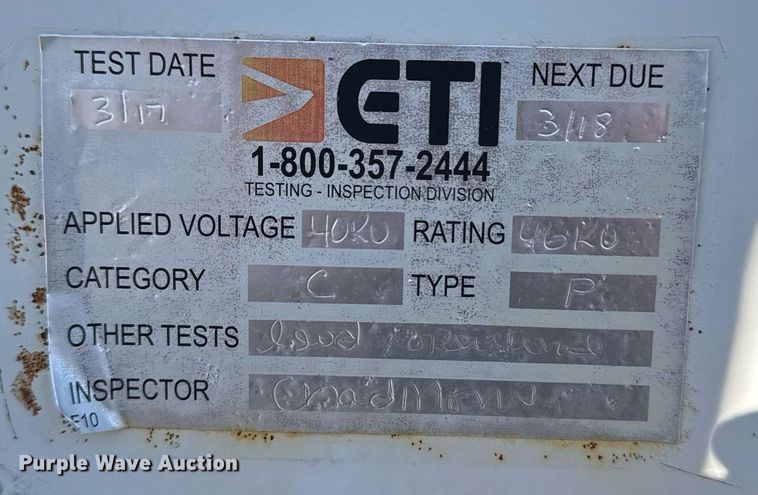 TEST DATE
3/17
ETI
NEXT DUE
3/18
1-800-357-2444
TESTING - INSPECTION DIVISION
APPLIED VOLTAGE 40KV RATING 46KV
CATEGORY C TYPE P
OTHER TESTS
INSPECTOR
F10
Purple Wave Auction